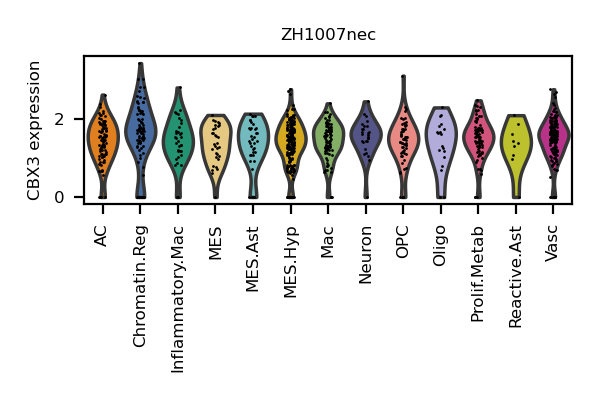 ZH1007nec
CBX3 expression
2
0
AC
Chromatin.Reg
Inflammatory.Mac
MES
MES.Ast
MES.Hyp
Mac
Neuron
OPC
Oligo
Prolif.Metab
Reactive.Ast
Vasc